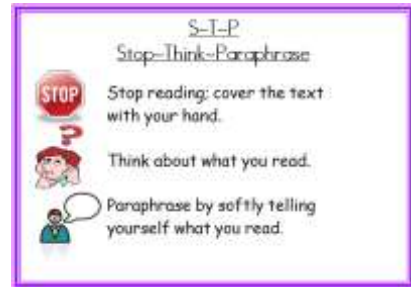 S-T-P
Stop-Think-Paraphrase
STOP
Stop reading; cover the text
with your hand.
?
Think about what you read.
Paraphrase by softly telling
yourself what you read.